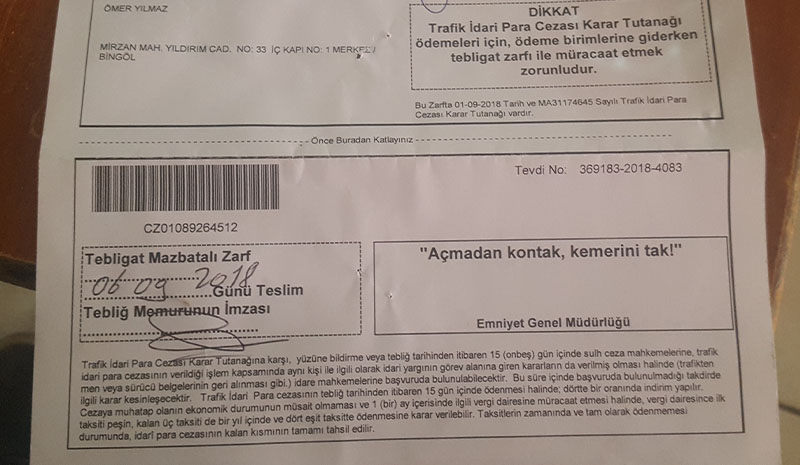 ÖMER YILMAZ
MİRZAN MAH. YILDIRIM CAD. NO: 33 İÇ KAPI NO: 1 MERKEZ/
BİNGÖL
DİKKAT
Trafik İdari Para Cezası Karar Tutanağı
ödemeleri için, ödeme birimlerine giderken
tebligat zarfı ile müracaat etmek
zorunludur.
Bu Zarfta 01-09-2018 Tarih ve MA31174645 Sayılı Trafik İdari Para
Cezası Karar Tutanağı vardır.
Önce Buradan Katlayınız
Tevdi No: 369183-2018-4083
CZ01089264512
Tebligat Mazbatalı Zarf
06 09 2018
Günü Teslim
Tebliğ Memurunun İmzası
"Açmadan kontak, kemerini tak!"
Emniyet Genel Müdürlüğü
Trafik İdari Para Cezası Karar Tutanağına karşı, yüzüne bildirme veya tebliğ tarihinden itibaren 15 (onbeş) gün içinde sulh ceza mahkemelerine, trafik
idari para cezasının verildiği işlem kapsamında aynı kişi ile ilgili olarak idari yargının görev alanına giren kararların da verilmiş olması halinde (trafikten
men veya sürücü belgelerinin geri alınması gibi.) idare mahkemelerine başvuruda bulunulabilecektir. Bu süre içinde başvuruda bulunulmadığı takdirde
ilgili karar kesinleşecektir. Trafik İdari Para Cezasının tebliğ tarihinden itibaren 15 gün içinde ödenmesi halinde; dörtte bir oranında indirim yapılır.
Cezaya muhatap olanın ekonomik durumunun müsait olmaması ve 1 (bir) ay içerisinde ilgili vergi dairesine müracaat etmesi halinde, vergi dairesince ilk
taksiti peşin, kalan üç taksiti de bir yıl içinde ve dört eşit taksitte ödenmesine karar verilebilir. Taksitlerin zamanında ve tam olarak ödenmemesi
durumunda, idarî para cezasının kalan kısmının tamamı tahsil edilir.